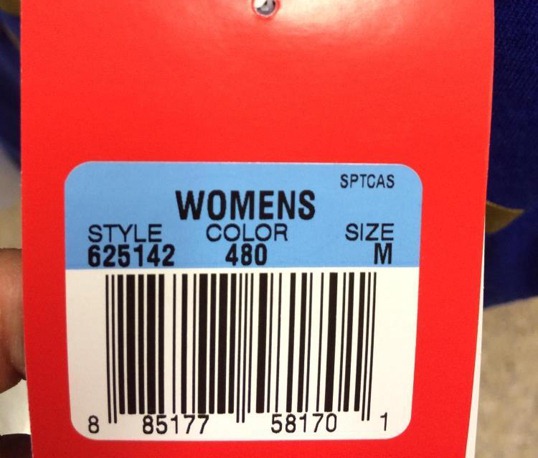 SPTCAS
WOMENS
STYLE COLOR SIZE
625142 480 M
8 85177 58170 1